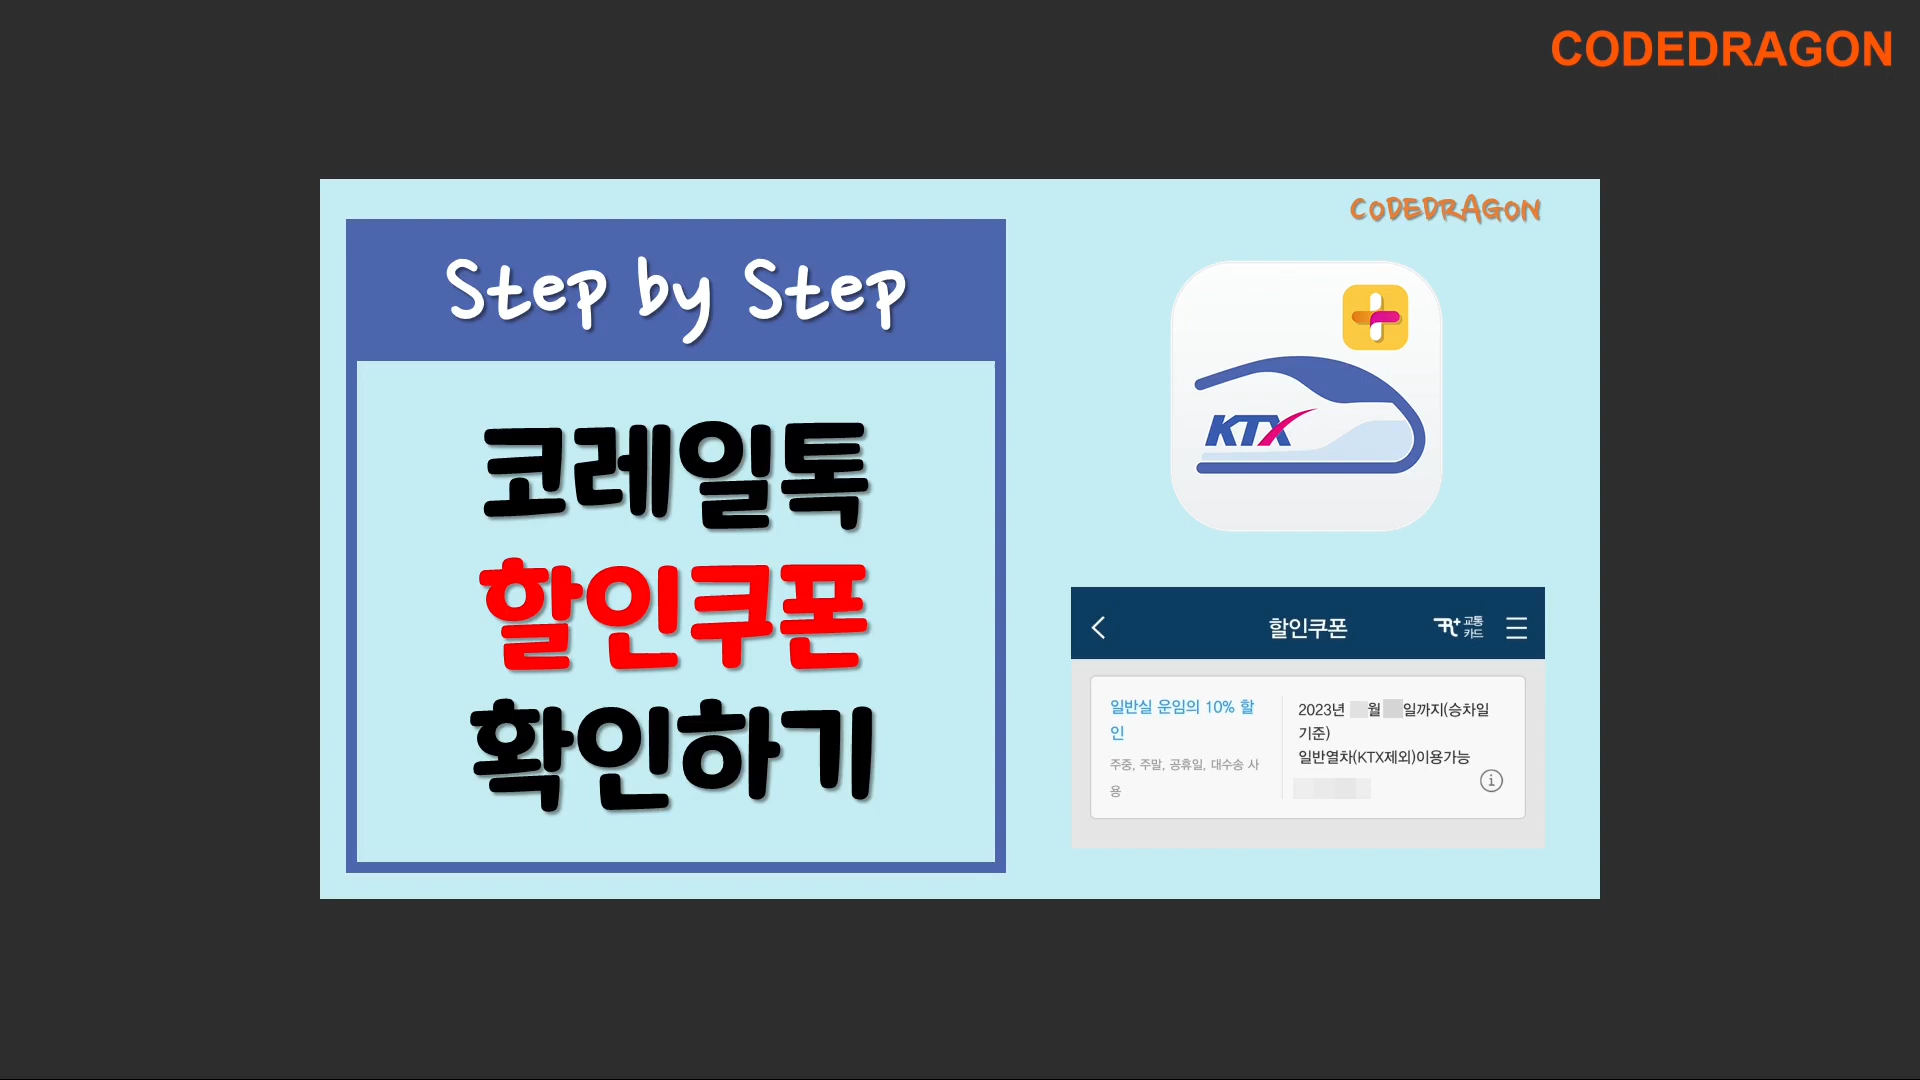 CODEDRAGON
CODEDRAGON
Step by Step
코레일톡
할인쿠폰
확인하기
KTX
할인쿠폰
R+ 교통
카드
일반실 운임의 10% 할
인
주중, 주말, 공휴일, 대수송 사
용
2023년 월 일까지(승차일
기준)
일반열차(KTX제외)이용가능